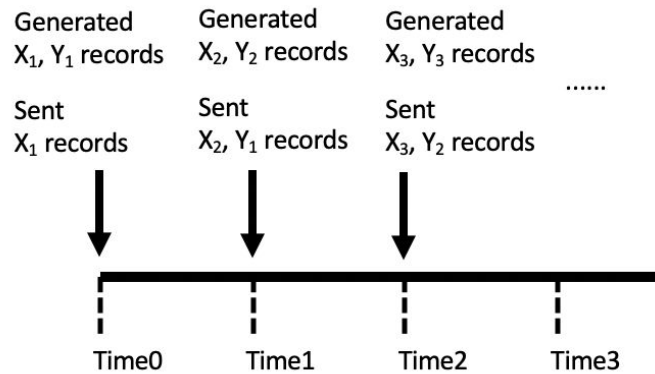 Generated
X₁, Y₁ records
Sent
X₁ records
Generated
X₂, Y₂ records
Sent
X₂, Y₁ records
Generated
X₃, Y₃ records
Sent
X₃, Y₂ records
......
Time0
Time1
Time2
Time3